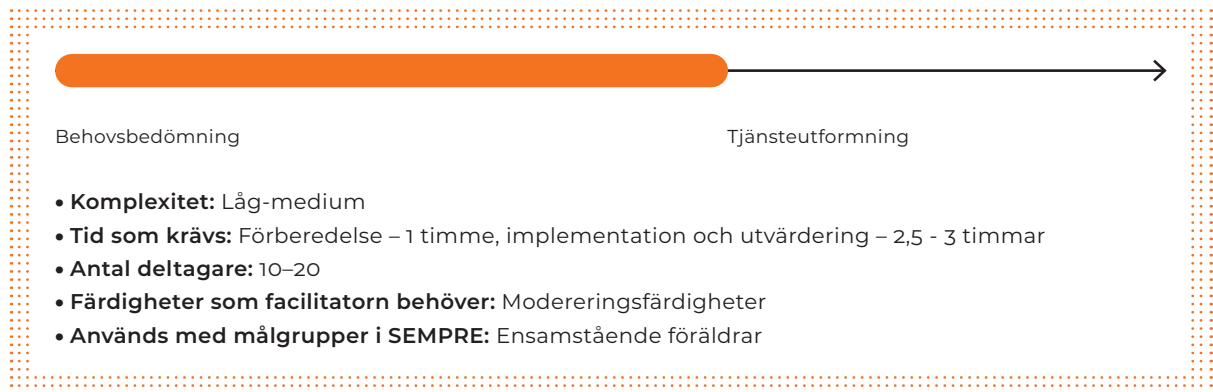 Behovsbedömning
Tjänsteutformning
• Komplexitet: Låg-medium
• Tid som krävs: Förberedelse – 1 timme, implementation och utvärdering – 2,5 - 3 timmar
• Antal deltagare: 10–20
• Färdigheter som facilitatorn behöver: Modereringsfärdigheter
• Används med målgrupper i SEMPRE: Ensamstående föräldrar